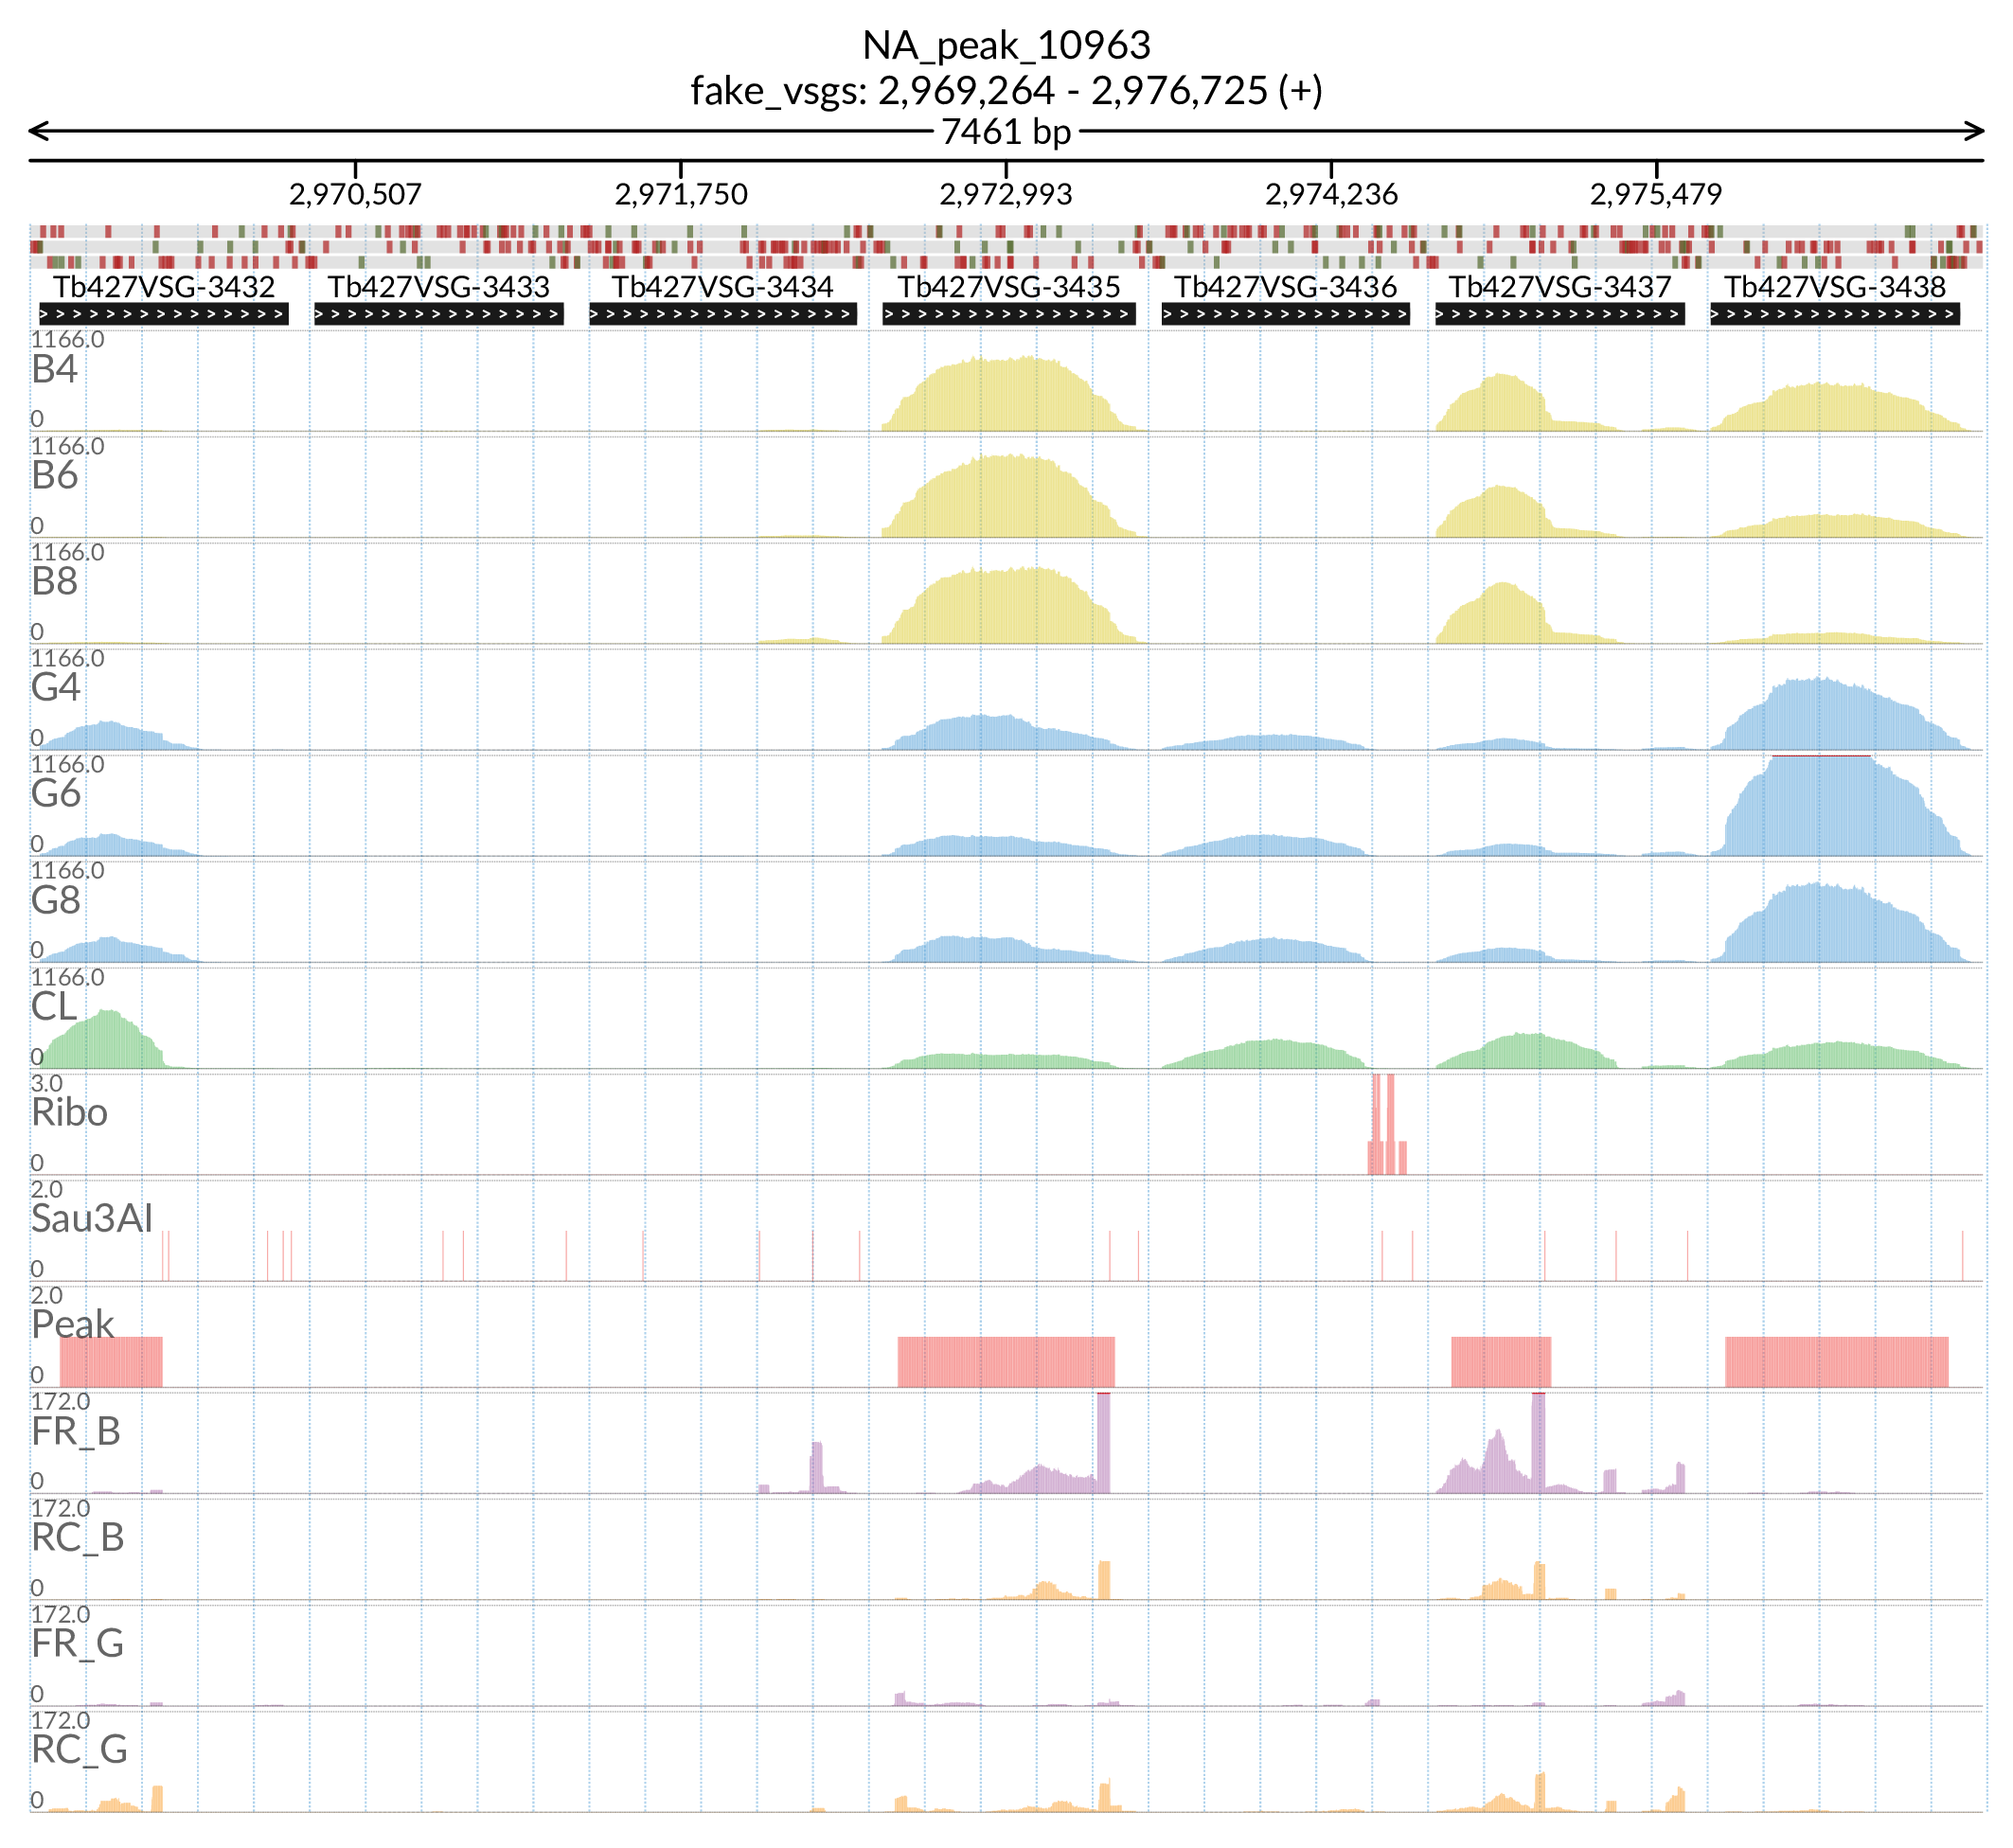 NA_peak_10963
fake_vsgs: 2,969,264 - 2,976,725 (+)
7461 bp
2,970,507 2,971,750 2,972,993 2,974,236 2,975,479
Tb427VSG-3432 Tb427VSG-3433 Tb427VSG-3434 Tb427VSG-3435 Tb427VSG-3436 Tb427VSG-3437 Tb427VSG-3438
1166.0
B4
0
1166.0
B6
0
1166.0
B8
0
1166.0
G4
0
1166.0
G6
0
1166.0
G8
0
1166.0
CL
0
3.0
Ribo
0
2.0
Sau3AI
0
2.0
Peak
0
172.0
FR_B
0
172.0
RC_B
0
172.0
FR_G
0
172.0
RC_G
0